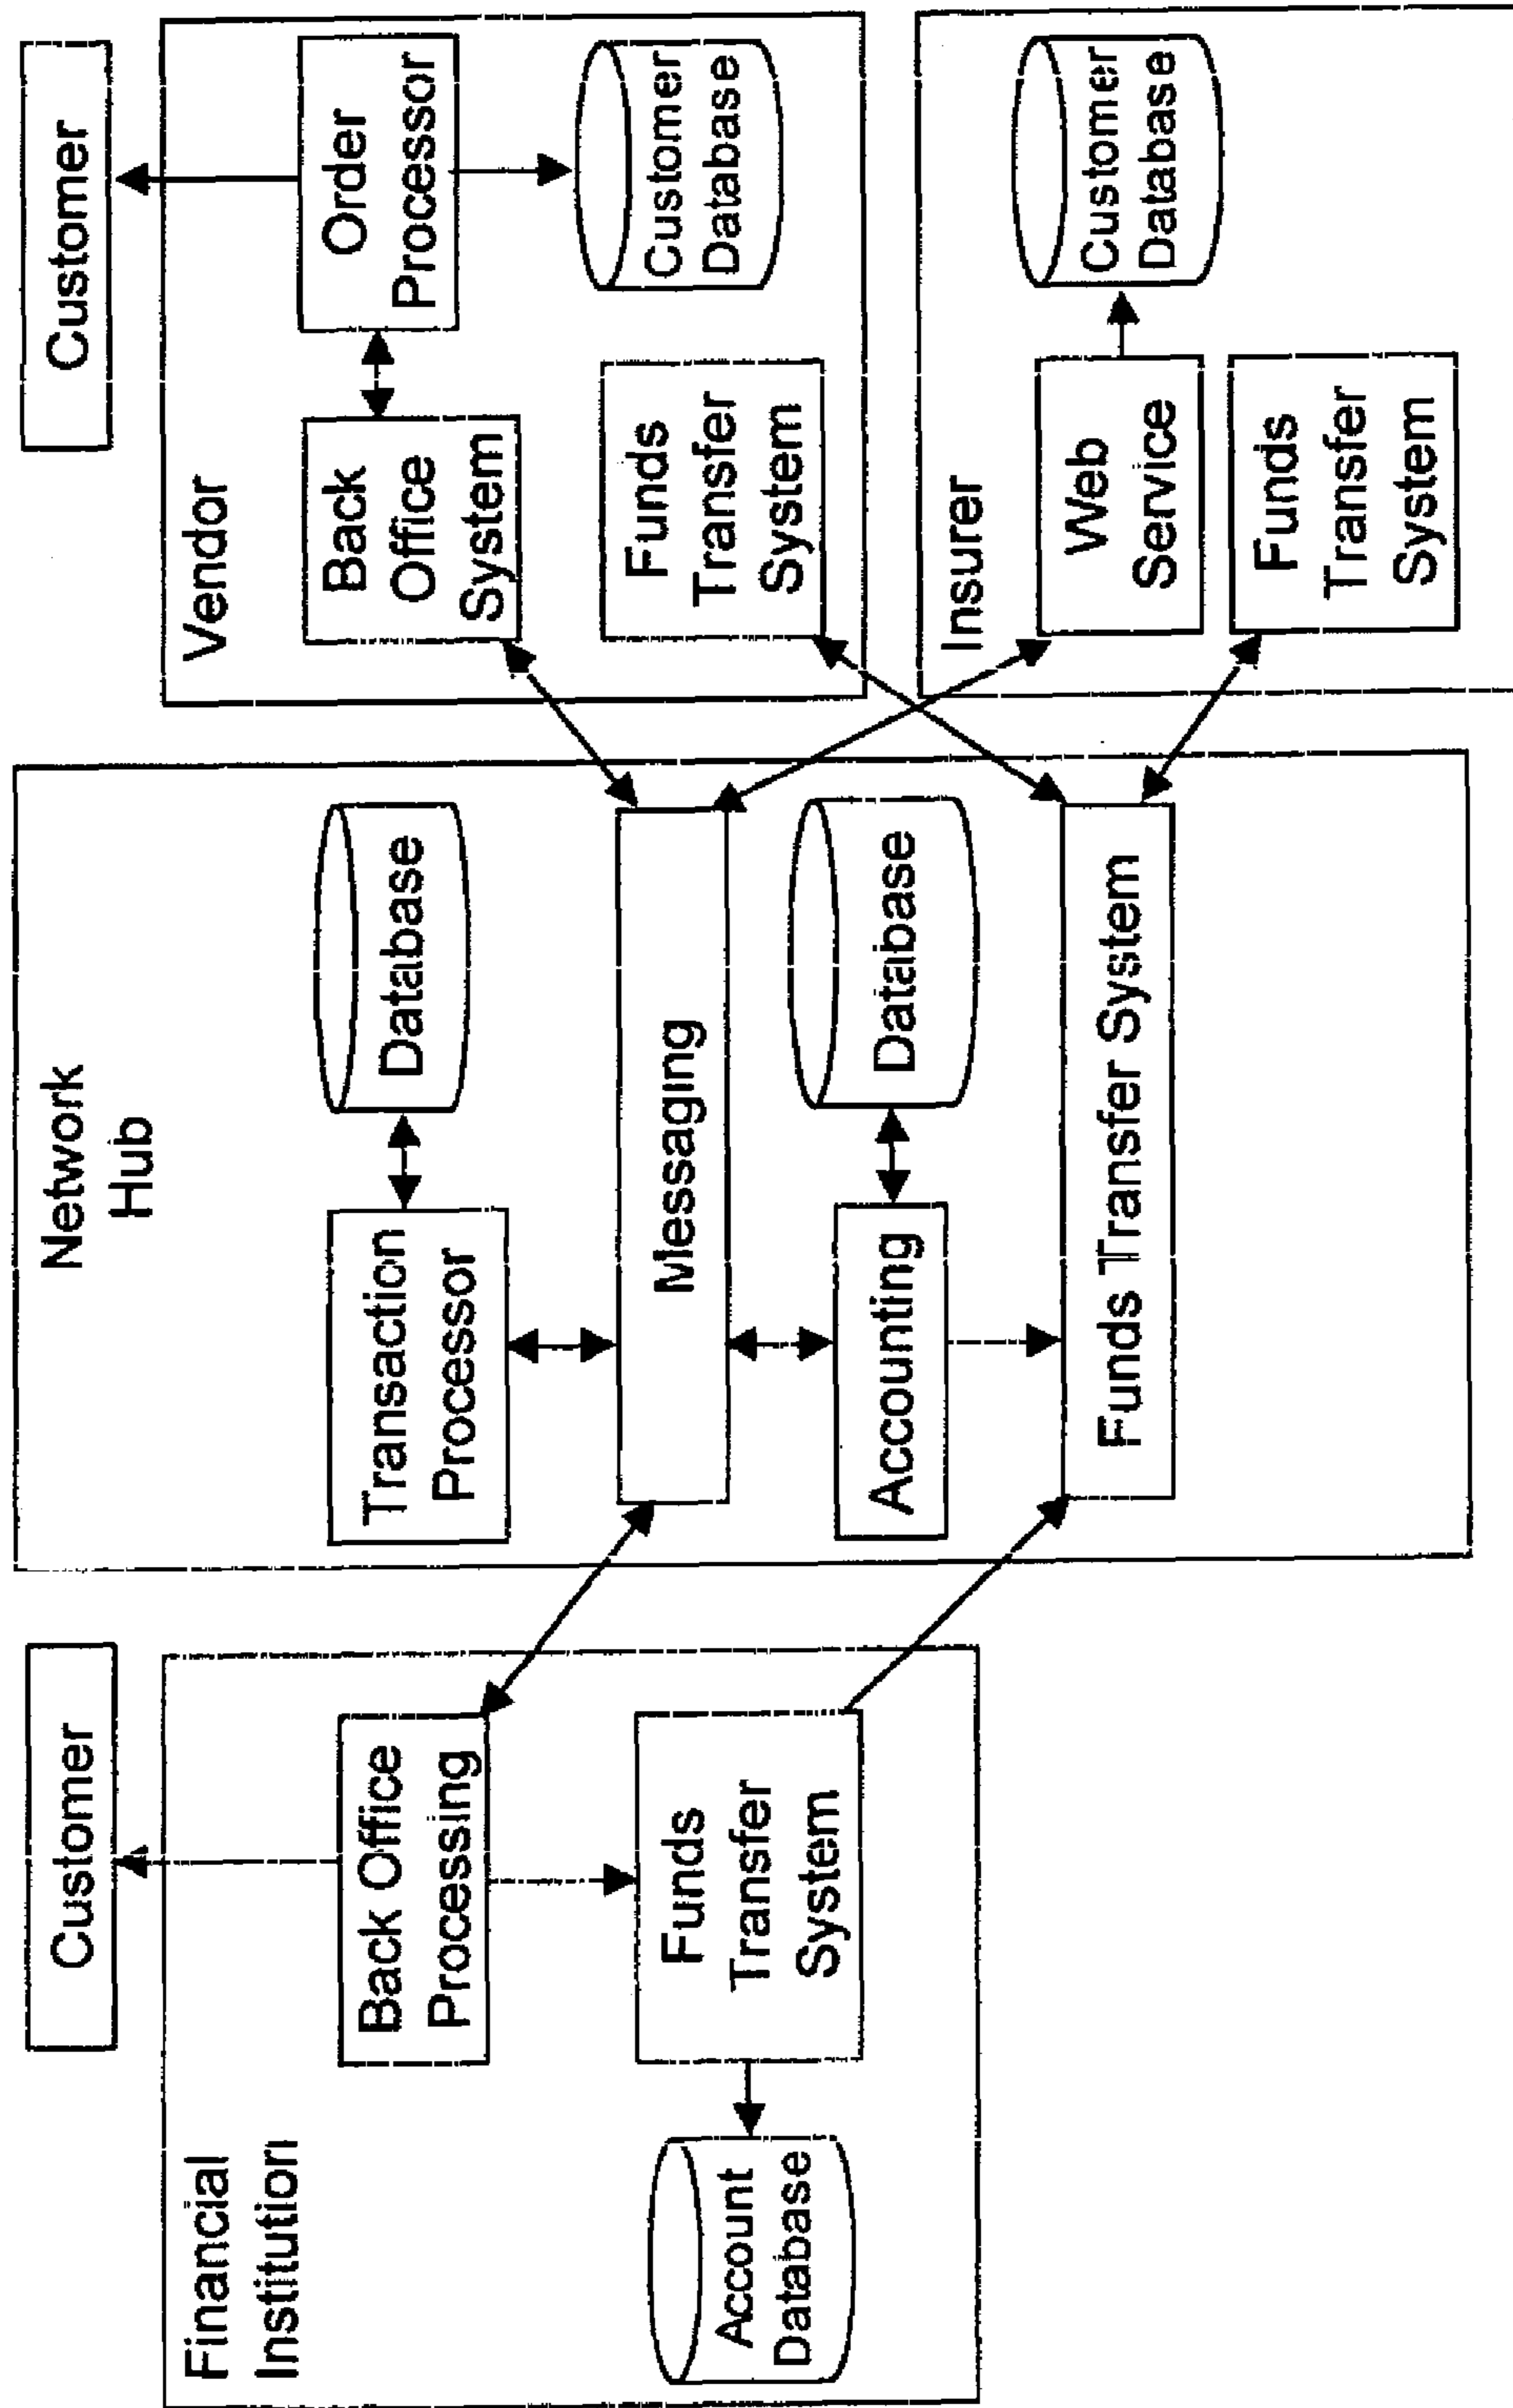 Customer
Financial
Institution
Back Office
Processing
Funds
Transfer
System
Account
Database
Network
Hub
Transaction
Processor
Database
Messaging
Accounting
Database
Funds Transfer System
Customer
Vendor
Back
Office
System
Order
Processor
Funds
Transfer
System
Customer
Database
Insurer
Web
Service
Customer
Database
Funds
Transfer
System